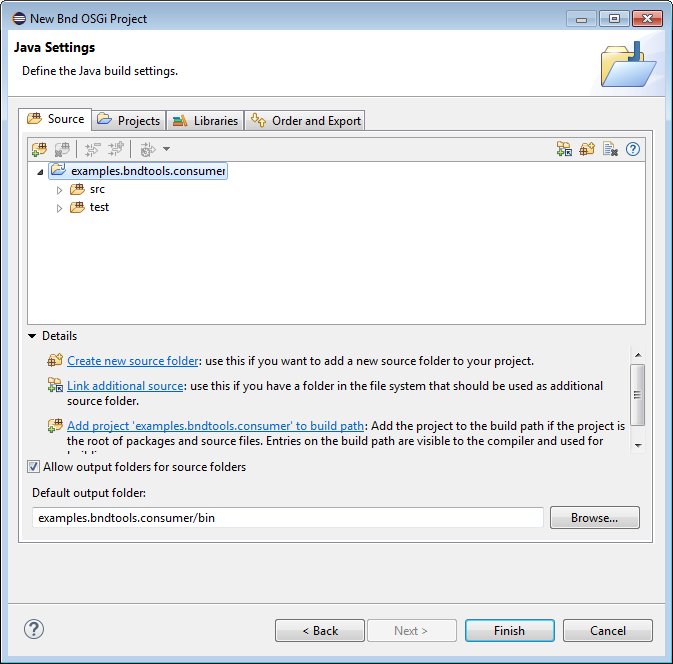 New Bnd OSGi Project
Java Settings
Define the Java build settings.
Source Projects Libraries Order and Export
examples.bndtools.consumer
src
test
Details
Create new source folder: use this if you want to add a new source folder to your project.
Link additional source: use this if you have a folder in the file system that should be used as additional
source folder.
Add project 'examples.bndtools.consumer' to build path: Add the project to the build path if the project is
the root of packages and source files. Entries on the build path are visible to the compiler and used for
Allow output folders for source folders
Default output folder:
examples.bndtools.consumer/bin
Browse...
< Back Next > Finish Cancel